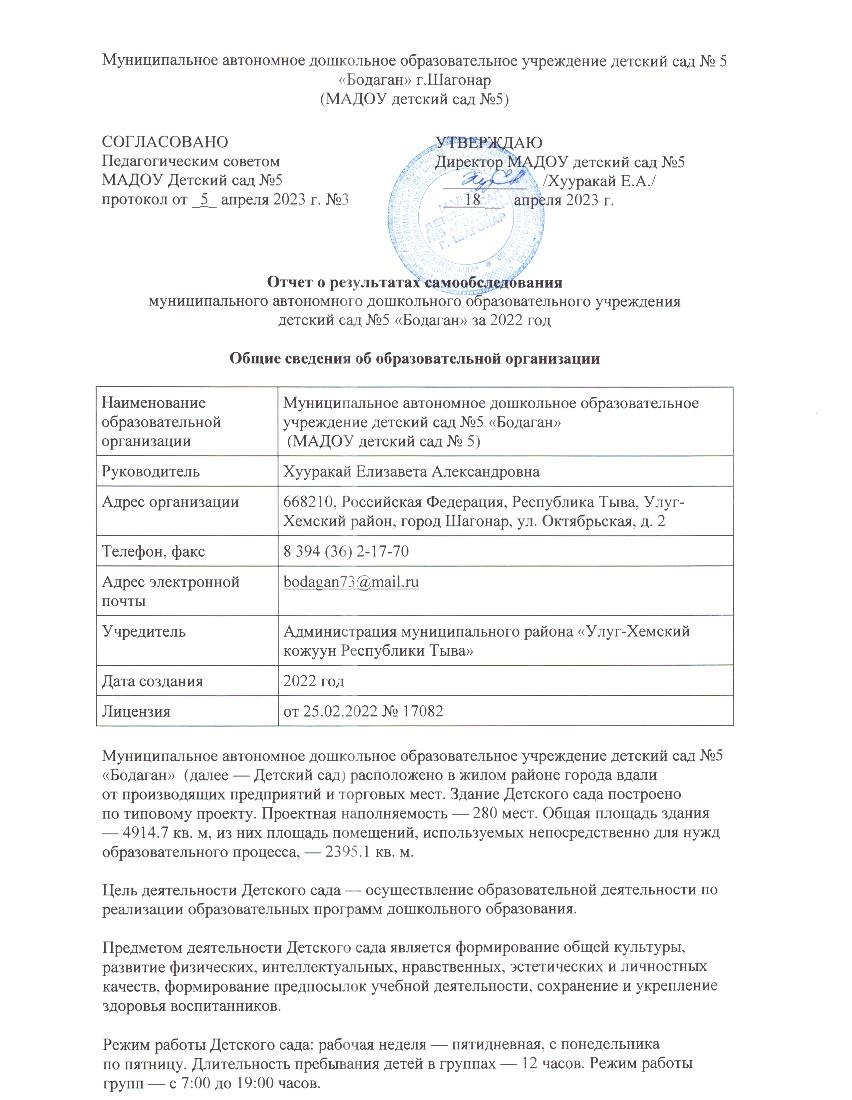 Муниципальное автономное дошкольное образовательное учреждение детский сад № 5
«Бодаган» г.Шагонар
(МАДОУ детский сад №5)
СОГЛАСОВАНО
Педагогическим советом
МАДОУ Детский сад №5
протокол от _5_ апреля 2023 г. №3
УТВЕРЖДАЮ
Директор МАДОУ детский сад №5
/Хууракай Е.А./
18 апреля 2023 г.
Г. ШАГОНАР
Отчет о результатах самообследования
муниципального автономного дошкольного образовательного учреждения
детский сад №5 «Бодаган» за 2022 год
Общие сведения об образовательной организации
Наименование
образовательной
организации
Муниципальное автономное дошкольное образовательное
учреждение детский сад №5 «Бодаган»
(МАДОУ детский сад № 5)
Руководитель
Хууракай Елизавета Александровна
Адрес организации
668210, Российская Федерация, Республика Тыва, Улуг-
Хемский район, город Шагонар, ул. Октябрьская, д. 2
Телефон, факс
8 394 (36) 2-17-70
Адрес электронной
почты
bodagan73@mail.ru
Учредитель
Администрация муниципального района «Улуг-Хемский
кожуун Республики Тыва»
Дата создания
2022 год
Лицензия
от 25.02.2022 № 17082
Муниципальное автономное дошкольное образовательное учреждение детский сад №5
«Бодаган» (далее — Детский сад) расположено в жилом районе города вдали
от производящих предприятий и торговых мест. Здание Детского сада построено
по типовому проекту. Проектная наполняемость — 280 мест. Общая площадь здания
— 4914.7 кв. м, из них площадь помещений, используемых непосредственно для нужд
образовательного процесса, — 2395.1 кв. м.
Цель деятельности Детского сада — осуществление образовательной деятельности по
реализации образовательных программ дошкольного образования.
Предметом деятельности Детского сада является формирование общей культуры,
развитие физических, интеллектуальных, нравственных, эстетических и личностных
качеств, формирование предпосылок учебной деятельности, сохранение и укрепление
здоровья воспитанников.
Режим работы Детского сада: рабочая неделя — пятидневная, с понедельника
по пятницу. Длительность пребывания детей в группах — 12 часов. Режим работы
групп — с 7:00 до 19:00 часов.